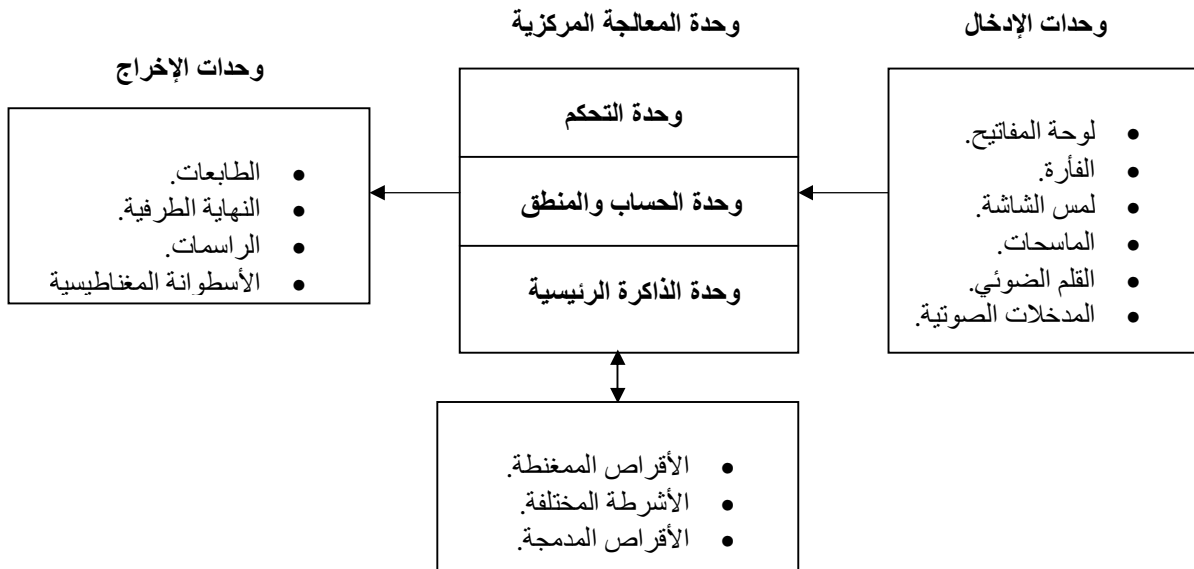 وحدات الإدخال
لوحة المفاتيح.
الفأرة.
لمس الشاشة.
الماسحات.
القلم الضوئي.
المدخلات الصوتية.
وحدة المعالجة المركزية
وحدة التحكم
وحدة الحساب والمنطق
وحدة الذاكرة الرئيسية
وحدات الإخراج
الطابعات.
النهاية الطرفية.
الراسمات.
الأسطوانة المغناطيسية
الأقراص الممغنطة.
الأشرطة المختلفة.
الأقراص المدمجة.